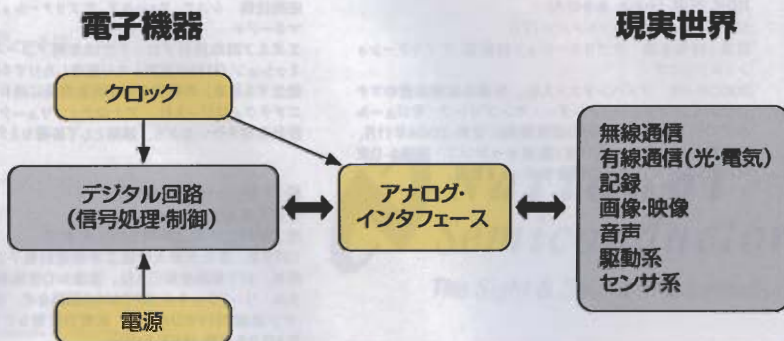 電子機器
現実世界
クロック
デジタル回路
(信号処理・制御)
アナログ・
インタフェース
無線通信
有線通信(光・電気)
記録
画像・映像
音声
駆動系
センサ系
電源